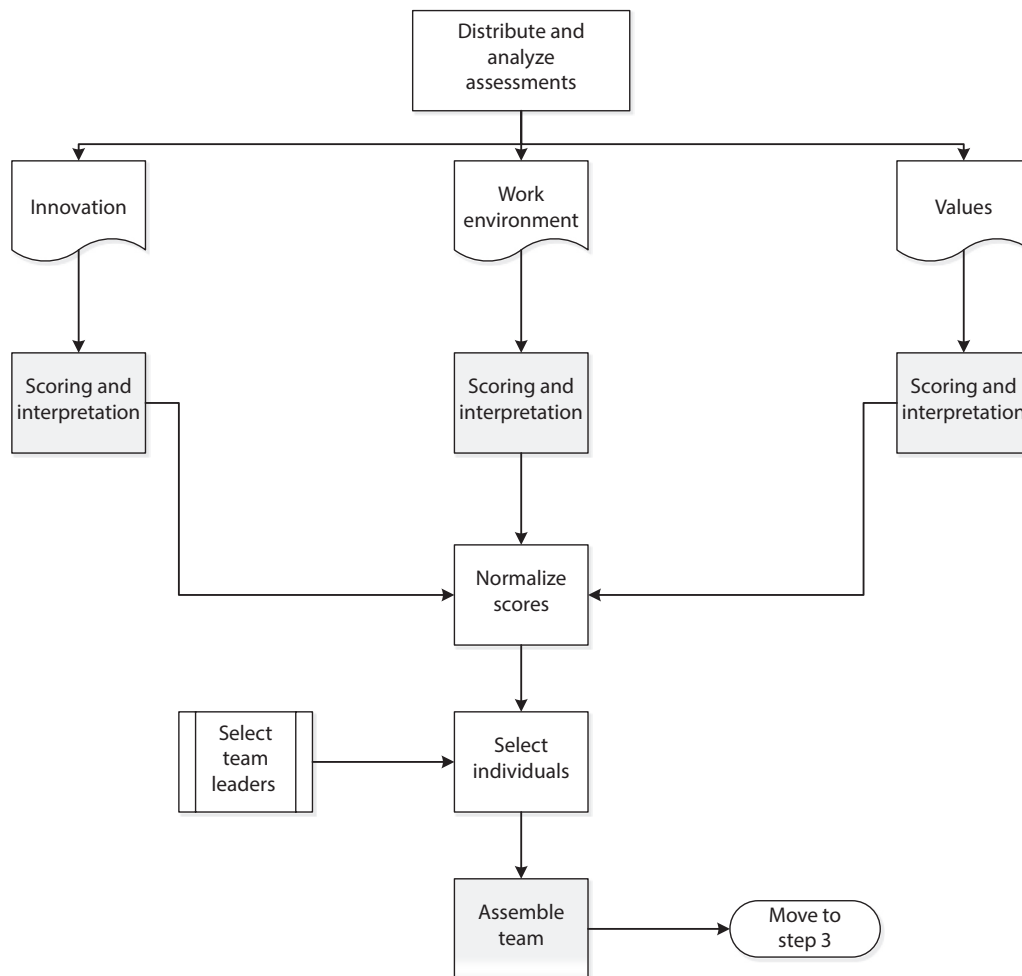 Distribute and
analyze
assessments
Innovation
Work
environment
Values
Scoring and
interpretation
Scoring and
interpretation
Scoring and
interpretation
Normalize
scores
Select
team
leaders
Select
individuals
Assemble
team
Move to
step 3